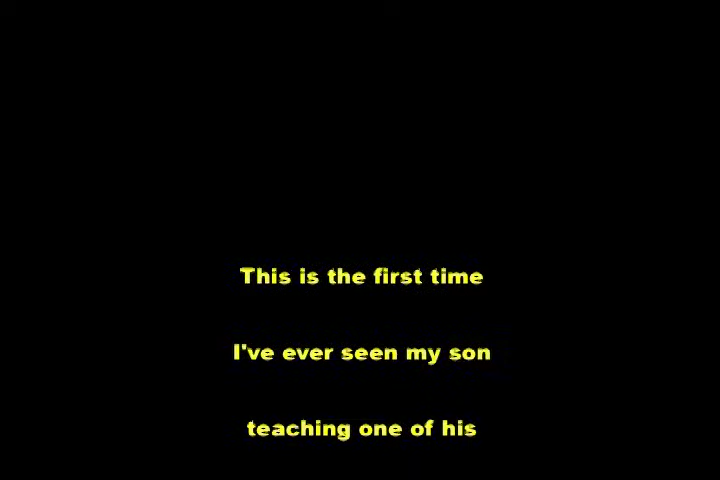 This is the first time
I've ever seen my son
teaching one of his